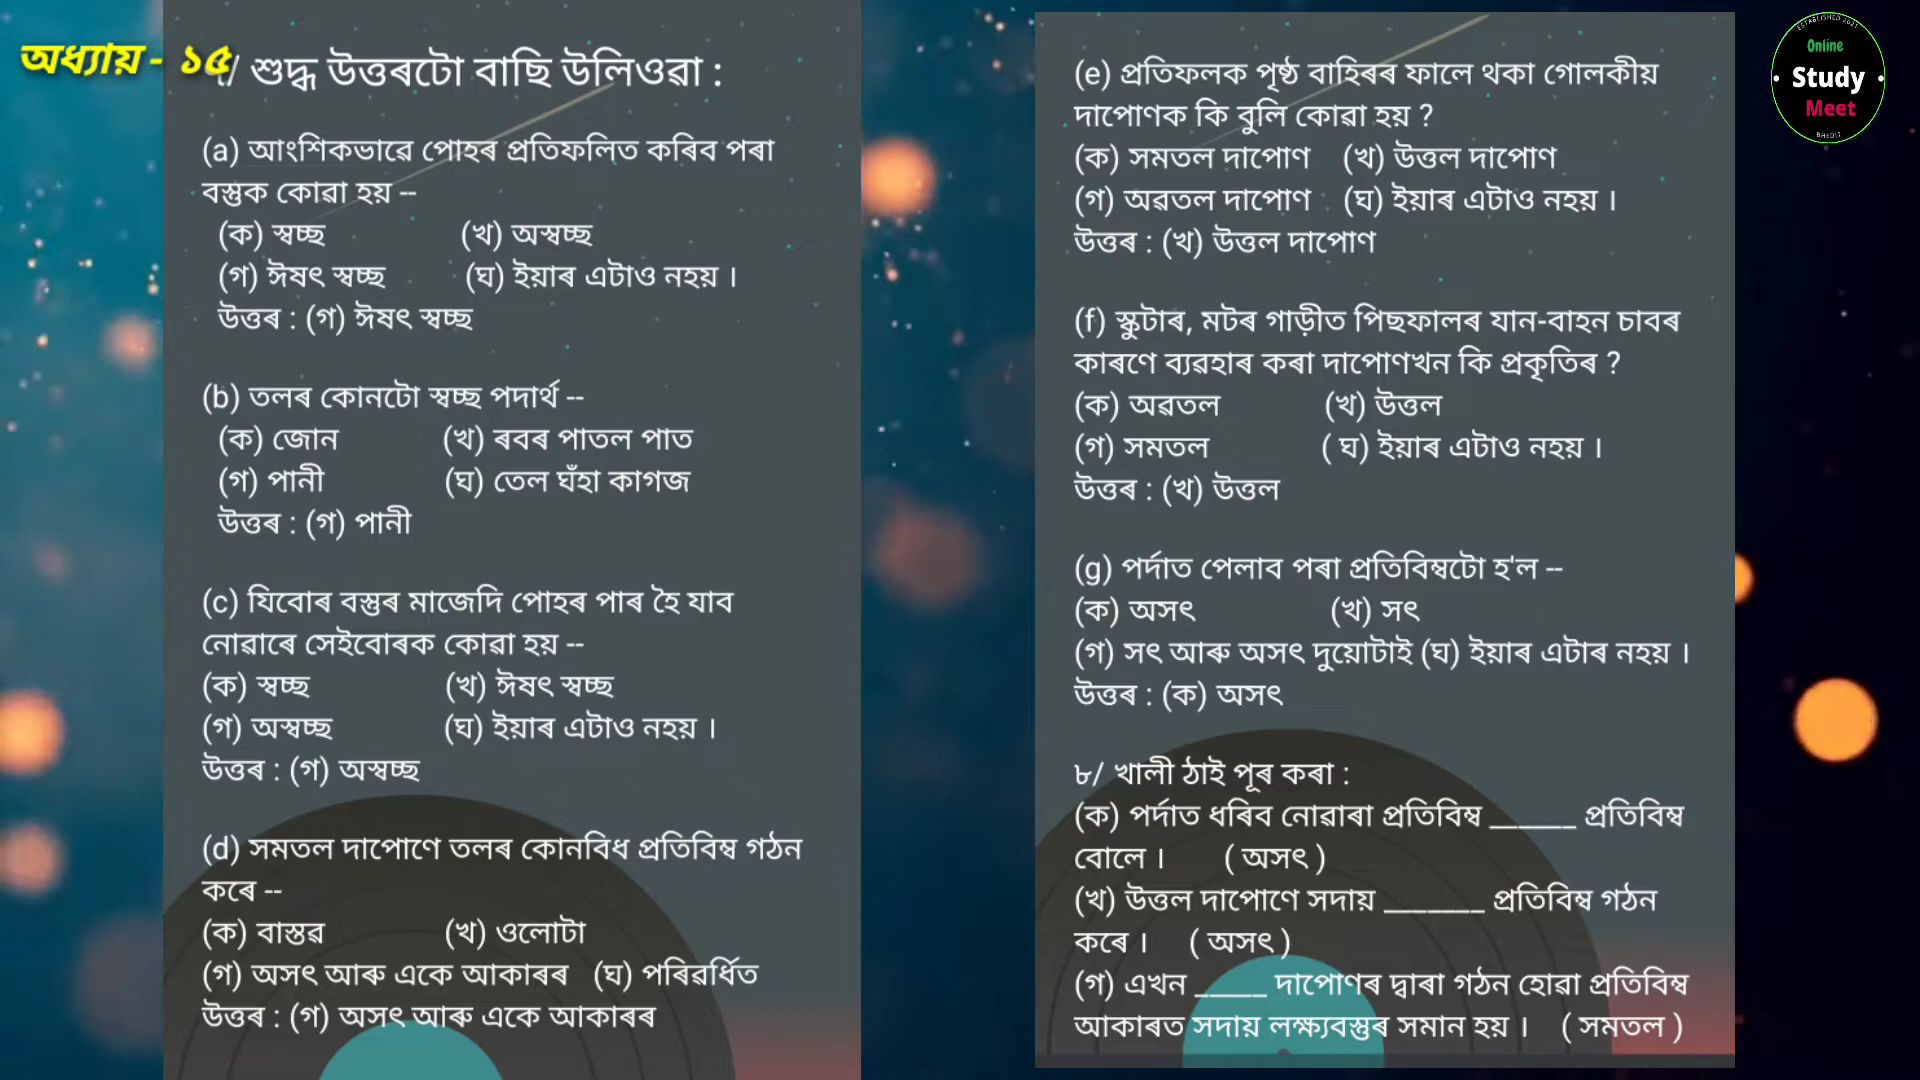 অধ্যায় - ১৫
/ শুদ্ধ উত্তৰটো বাছি উলিওৱা :
(a) আংশিকভাৱে পোহৰ প্ৰতিফলিত কৰিব পৰা
বস্তুক কোৱা হয় --
(ক) স্বচ্ছ (খ) অস্বচ্ছ
(গ) ঈষৎ স্বচ্ছ (ঘ) ইয়াৰ এটাও নহয় ।
উত্তৰ : (গ) ঈষৎ স্বচ্ছ
(b) তলৰ কোনটো স্বচ্ছ পদাৰ্থ --
(ক) জোন (খ) ৰবৰ পাতল পাত
(গ) পানী (ঘ) তেল ঘঁহা কাগজ
উত্তৰ : (গ) পানী
(c) যিবোৰ বস্তুৰ মাজেদি পোহৰ পাৰ হৈ যাব
নোৱাৰে সেইবোৰক কোৱা হয় --
(ক) স্বচ্ছ (খ) ঈষৎ স্বচ্ছ
(গ) অস্বচ্ছ (ঘ) ইয়াৰ এটাও নহয় ।
উত্তৰ : (গ) অস্বচ্ছ
(d) সমতল দাপোণে তলৰ কোনবিধ প্ৰতিবিম্ব গঠন
কৰে --
(ক) বাস্তৱ (খ) ওলোটা
(গ) অসৎ আৰু একে আকাৰৰ (ঘ) পৰিৱৰ্ধিত
উত্তৰ : (গ) অসৎ আৰু একে আকাৰৰ
(e) প্ৰতিফলক পৃষ্ঠ বাহিৰৰ ফালে থকা গোলকীয়
দাপোণক কি বুলি কোৱা হয় ?
(ক) সমতল দাপোণ (খ) উত্তল দাপোণ
(গ) অৱতল দাপোণ (ঘ) ইয়াৰ এটাও নহয় ।
উত্তৰ : (খ) উত্তল দাপোণ
(f) স্কুটাৰ, মটৰ গাড়ীত পিছফালৰ যান-বাহন চাবৰ
কাৰণে ব্যৱহাৰ কৰা দাপোণখন কি প্ৰকৃতিৰ ?
(ক) অৱতল (খ) উত্তল
(গ) সমতল ( ঘ) ইয়াৰ এটাও নহয় ।
উত্তৰ : (খ) উত্তল
(g) পৰ্দাত পেলাব পৰা প্ৰতিবিম্বটো হ'ল --
(ক) অসৎ (খ) সৎ
(গ) সৎ আৰু অসৎ দুয়োটাই (ঘ) ইয়াৰ এটাৰ নহয় ।
উত্তৰ : (ক) অসৎ
৮/ খালী ঠাই পূৰ কৰা :
(ক) পৰ্দাত ধৰিব নোৱাৰা প্ৰতিবিম্ব ______ প্ৰতিবিম্ব
বোলে । ( অসৎ )
(খ) উত্তল দাপোণে সদায় _______ প্ৰতিবিম্ব গঠন
কৰে । ( অসৎ )
(গ) এখন _____ দাপোণৰ দ্বাৰা গঠন হোৱা প্ৰতিবিম্ব
আকাৰত সদায় লক্ষ্যবস্তুৰ সমান হয় । ( সমতল )
ESTABLISHED 2021
Online
Study
Meet